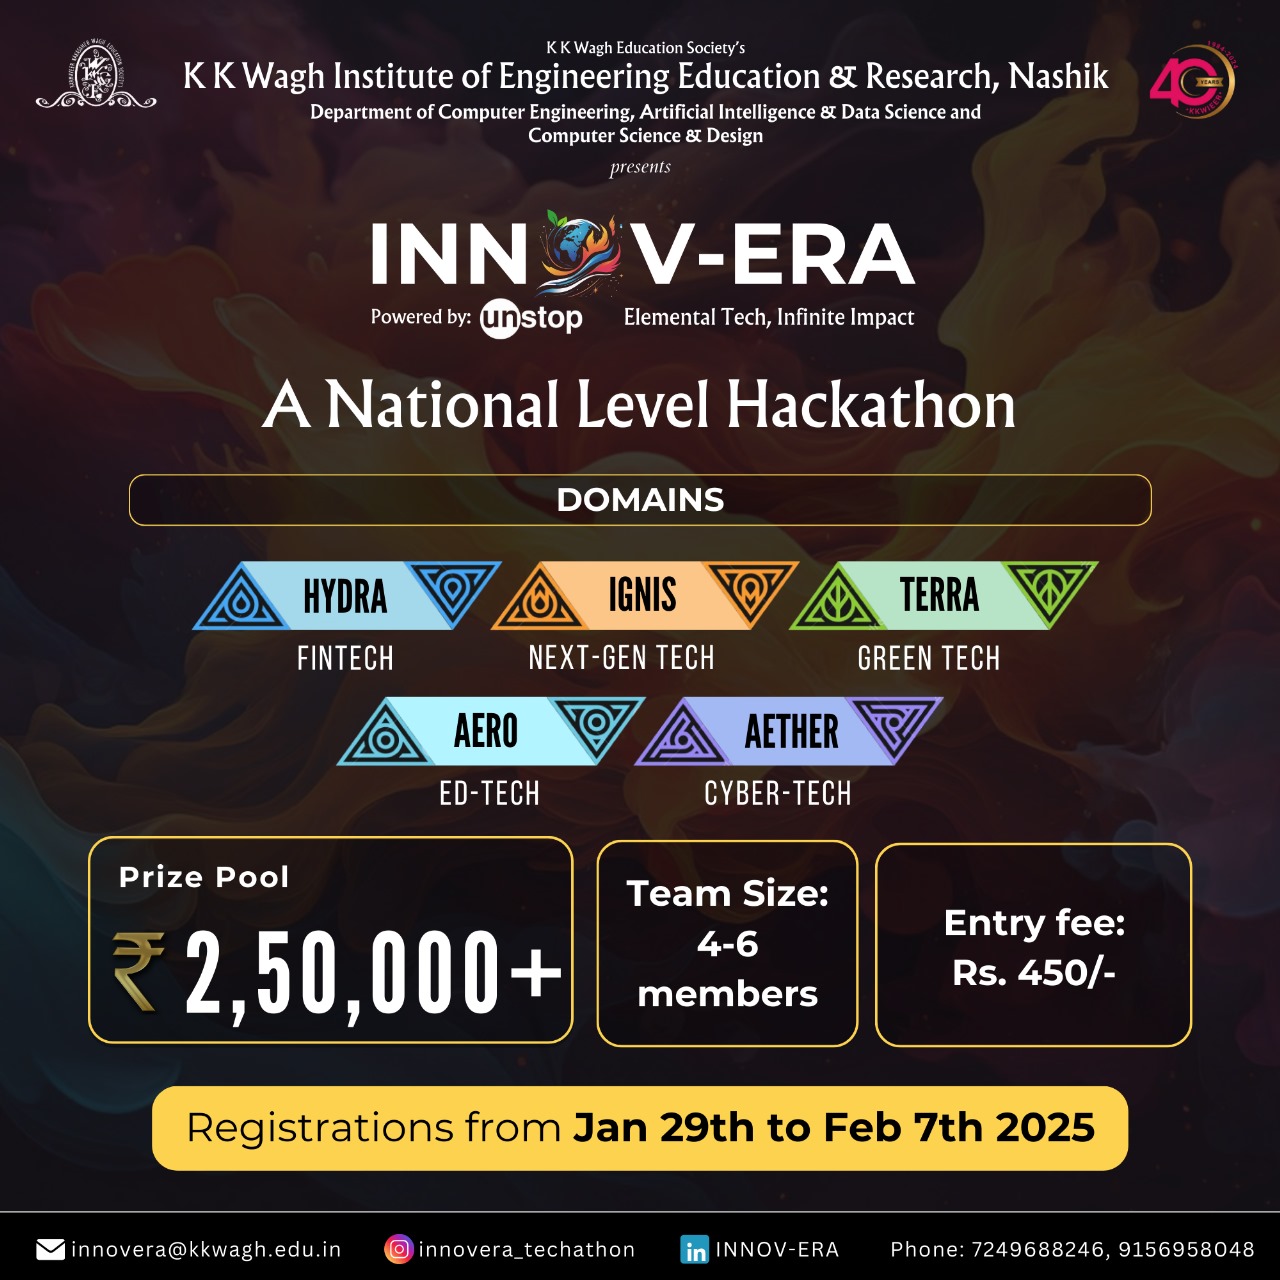 K K Wagh Education Society's
K K Wagh Institute of Engineering Education & Research, Nashik
Department of Computer Engineering, Artificial Intelligence & Data Science and
Computer Science & Design
presents
40 YEARS
INNOV-ERA
Powered by: unstop Elemental Tech, Infinite Impact
A National Level Hackathon
DOMAINS
HYDRA IGNIS TERRA
FINTECH NEXT-GEN TECH GREEN TECH
AERO AETHER
ED-TECH CYBER-TECH
Prize Pool
₹ 2,50,000+
Team Size:
4-6
members
Entry fee:
Rs. 450/-
Registrations from Jan 29th to Feb 7th 2025
innovera@kkwagh.edu.in innovera_techathon INNOV-ERA Phone: 7249688246, 9156958048